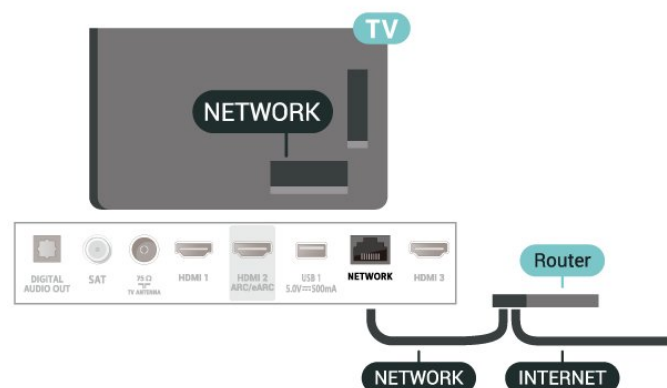 TV
NETWORK
DIGITAL
AUDIO OUT
SAT
75 Ω
TV ANTENNA
HDMI 1
HDMI 2
ARC/eARC
USB 1
5.0V⎓500mA
NETWORK
HDMI 3
Router
NETWORK
INTERNET